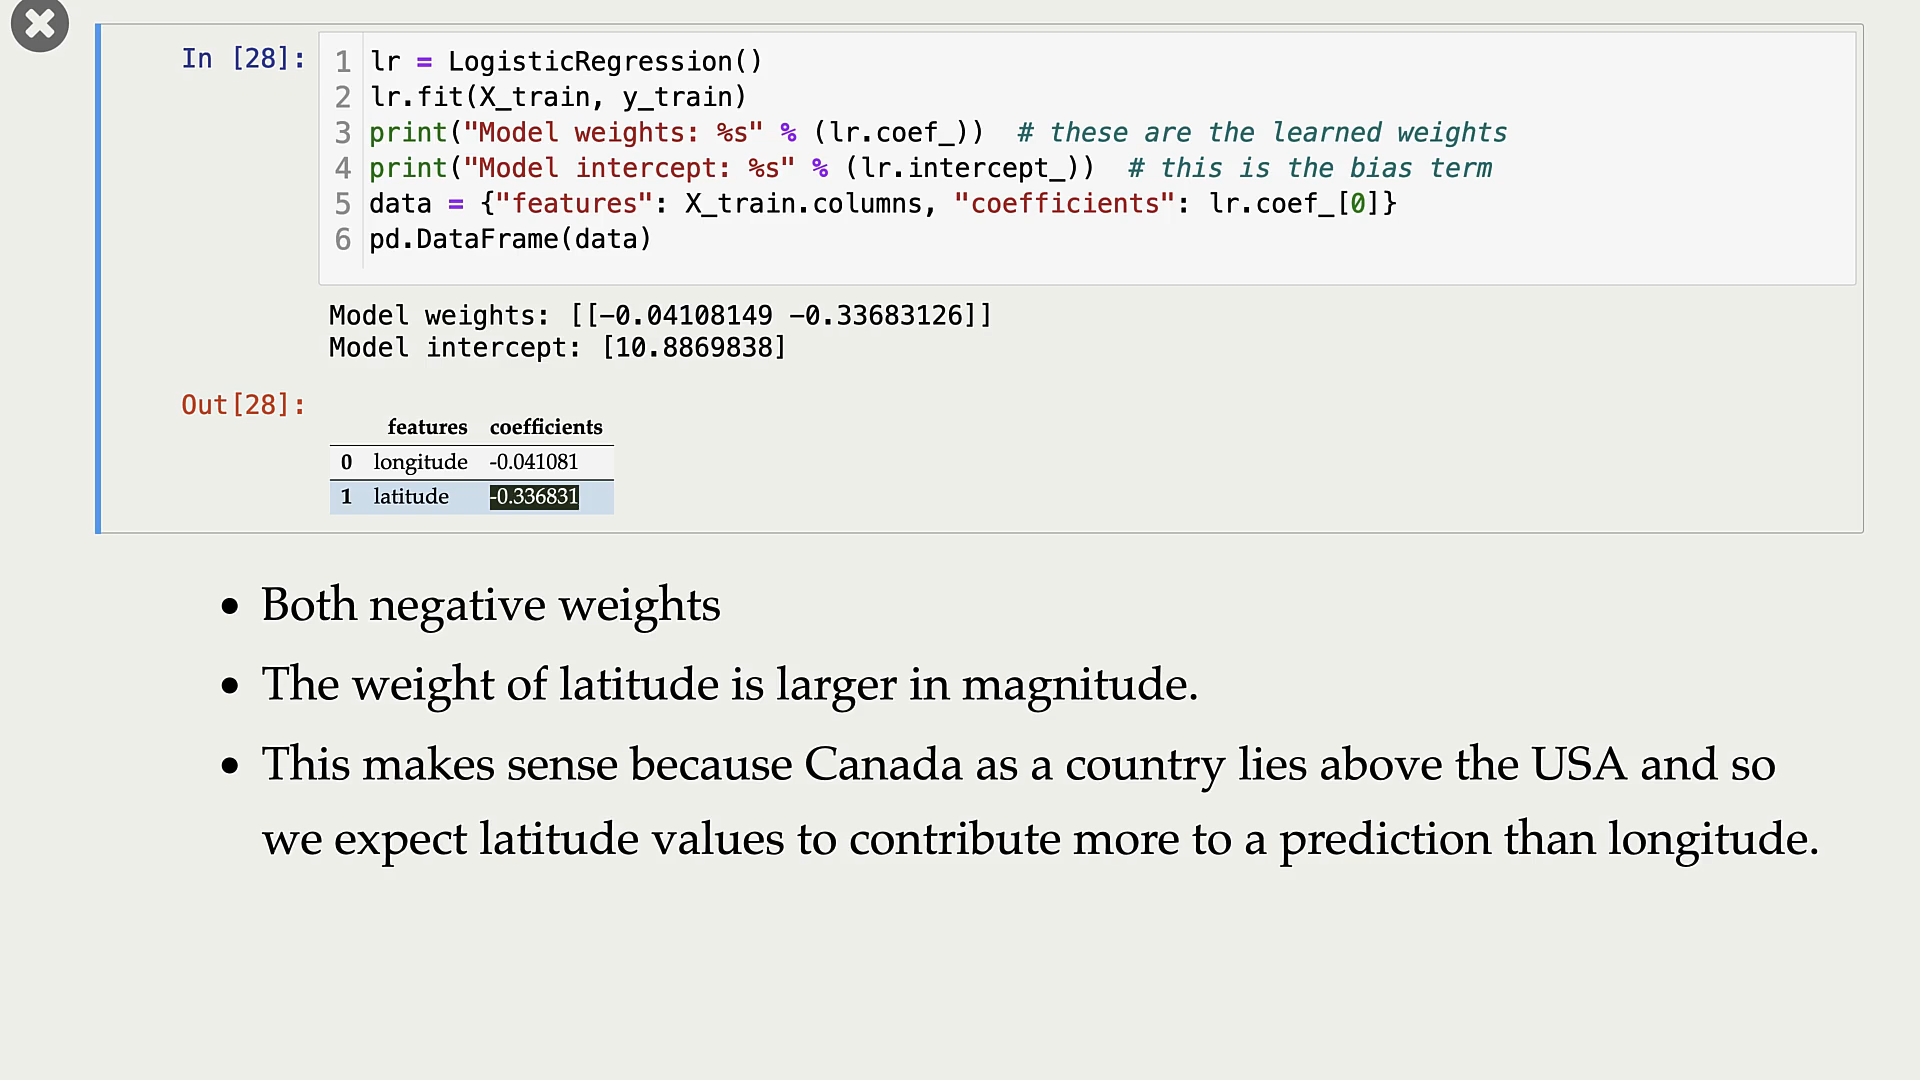 In [28]:
1 lr = LogisticRegression()
2 lr.fit(X_train, y_train)
3 print("Model weights: %s" % (lr.coef_))  # these are the learned weights
4 print("Model intercept: %s" % (lr.intercept_))  # this is the bias term
5 data = {"features": X_train.columns, "coefficients": lr.coef_[0]}
6 pd.DataFrame(data)
Model weights: [[-0.04108149 -0.33683126]]
Model intercept: [10.8869838]
Out[28]:
features coefficients
0 longitude -0.041081
1 latitude -0.336831
• Both negative weights
• The weight of latitude is larger in magnitude.
• This makes sense because Canada as a country lies above the USA and so
we expect latitude values to contribute more to a prediction than longitude.